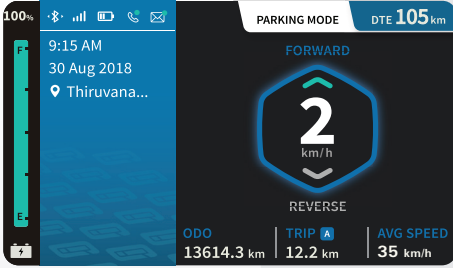 100%
F
E
9:15 AM
30 Aug 2018
Thiruvana...
PARKING MODE
DTE 105 km
FORWARD
2
km/h
REVERSE
ODO
13614.3 km
TRIP A
12.2 km
AVG SPEED
35 km/h